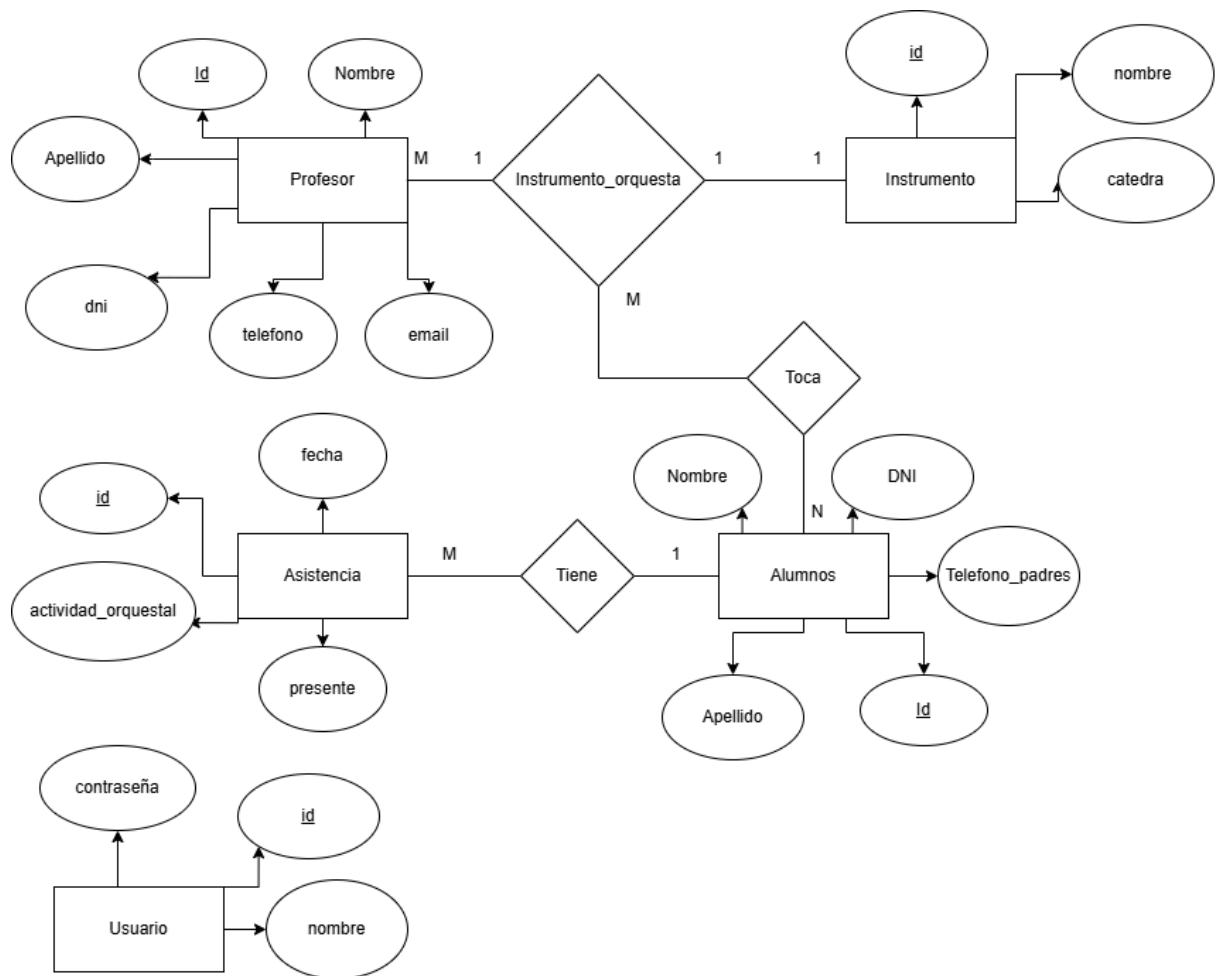 Id
Nombre
id
nombre
Apellido
Profesor
M
1
Instrumento_orquesta
1
1
Instrumento
catedra
dni
telefono
email
M
Toca
fecha
id
Nombre
DNI
N
Asistencia
M
Tiene
1
Alumnos
Telefono_padres
actividad_orquestal
presente
Apellido
Id
contraseña
id
Usuario
nombre